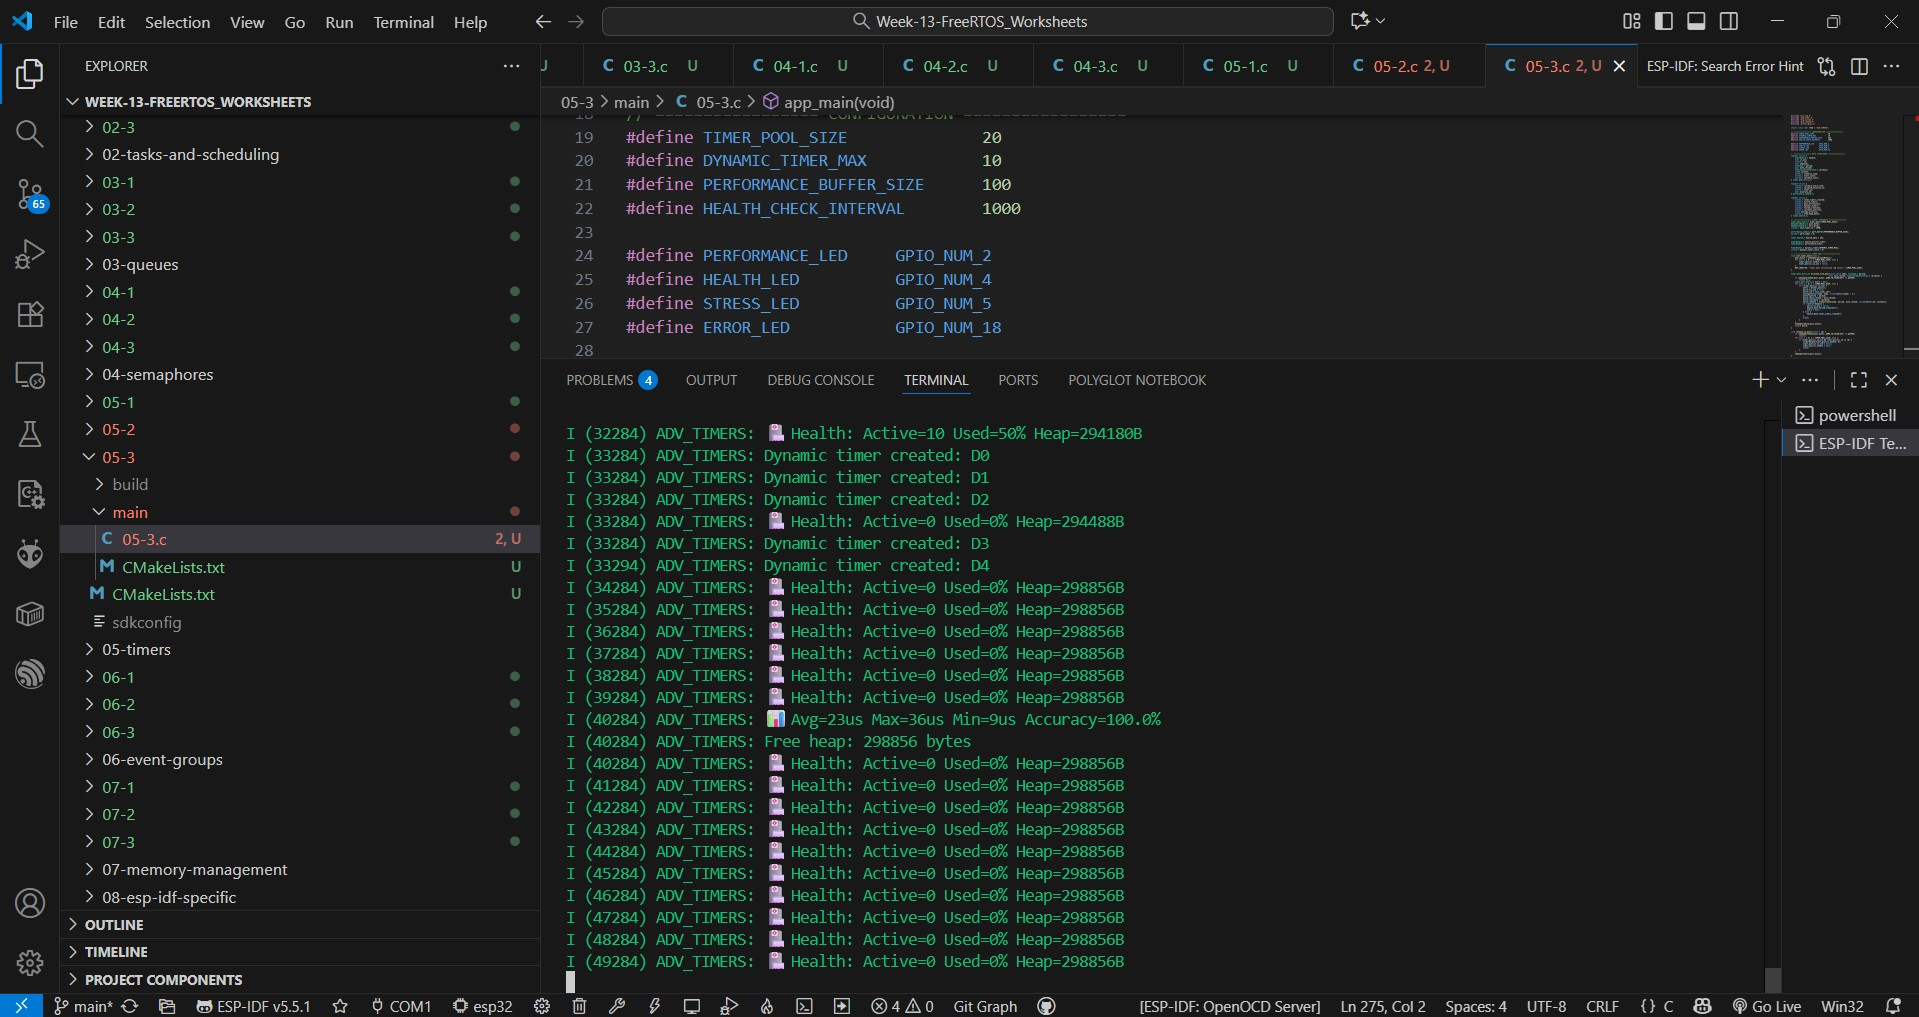 File Edit Selection View Go Run Terminal Help
Week-13-FreeRTOS_Worksheets
EXPLORER
WEEK-13-FREERTOS_WORKSHEETS
02-3
02-tasks-and-scheduling
03-1
03-2
03-3
03-queues
04-1
04-2
04-3
04-semaphores
05-1
05-2
05-3
build
main
C 05-3.c 2, U
M CMakeLists.txt U
M CMakeLists.txt U
sdkconfig
05-timers
06-1
06-2
06-3
06-event-groups
07-1
07-2
07-3
07-memory-management
08-esp-idf-specific
OUTLINE
TIMELINE
PROJECT COMPONENTS
65
U C 03-3.c U C 04-1.c U C 04-2.c U C 04-3.c U C 05-1.c U C 05-2.c 2, U C 05-3.c 2, U ESP-IDF: Search Error Hint
05-3 > main > C 05-3.c > app_main(void)
18 // ================= CONFIGURATION =================
19 #define TIMER_POOL_SIZE 20
20 #define DYNAMIC_TIMER_MAX 10
21 #define PERFORMANCE_BUFFER_SIZE 100
22 #define HEALTH_CHECK_INTERVAL 1000
23
24 #define PERFORMANCE_LED GPIO_NUM_2
25 #define HEALTH_LED GPIO_NUM_4
26 #define STRESS_LED GPIO_NUM_5
27 #define ERROR_LED GPIO_NUM_18
28
PROBLEMS 4 OUTPUT DEBUG CONSOLE TERMINAL PORTS POLYGLOT NOTEBOOK
powershell
ESP-IDF Te...
I (32284) ADV_TIMERS: 🏥 Health: Active=10 Used=50% Heap=294180B
I (33284) ADV_TIMERS: Dynamic timer created: D0
I (33284) ADV_TIMERS: Dynamic timer created: D1
I (33284) ADV_TIMERS: Dynamic timer created: D2
I (33284) ADV_TIMERS: 🏥 Health: Active=0 Used=0% Heap=294488B
I (33284) ADV_TIMERS: Dynamic timer created: D3
I (33294) ADV_TIMERS: Dynamic timer created: D4
I (34284) ADV_TIMERS: 🏥 Health: Active=0 Used=0% Heap=298856B
I (35284) ADV_TIMERS: 🏥 Health: Active=0 Used=0% Heap=298856B
I (36284) ADV_TIMERS: 🏥 Health: Active=0 Used=0% Heap=298856B
I (37284) ADV_TIMERS: 🏥 Health: Active=0 Used=0% Heap=298856B
I (38284) ADV_TIMERS: 🏥 Health: Active=0 Used=0% Heap=298856B
I (39284) ADV_TIMERS: 🏥 Health: Active=0 Used=0% Heap=298856B
I (40284) ADV_TIMERS: 📊 Avg=23us Max=36us Min=9us Accuracy=100.0%
I (40284) ADV_TIMERS: Free heap: 298856 bytes
I (40284) ADV_TIMERS: 🏥 Health: Active=0 Used=0% Heap=298856B
I (41284) ADV_TIMERS: 🏥 Health: Active=0 Used=0% Heap=298856B
I (42284) ADV_TIMERS: 🏥 Health: Active=0 Used=0% Heap=298856B
I (43284) ADV_TIMERS: 🏥 Health: Active=0 Used=0% Heap=298856B
I (44284) ADV_TIMERS: 🏥 Health: Active=0 Used=0% Heap=298856B
I (45284) ADV_TIMERS: 🏥 Health: Active=0 Used=0% Heap=298856B
I (46284) ADV_TIMERS: 🏥 Health: Active=0 Used=0% Heap=298856B
I (47284) ADV_TIMERS: 🏥 Health: Active=0 Used=0% Heap=298856B
I (48284) ADV_TIMERS: 🏥 Health: Active=0 Used=0% Heap=298856B
I (49284) ADV_TIMERS: 🏥 Health: Active=0 Used=0% Heap=298856B
main* ESP-IDF v5.5.1 COM1 esp32 4 0 Git Graph [ESP-IDF: OpenOCD Server] Ln 275, Col 2 Spaces: 4 UTF-8 CRLF {} C Go Live Win32